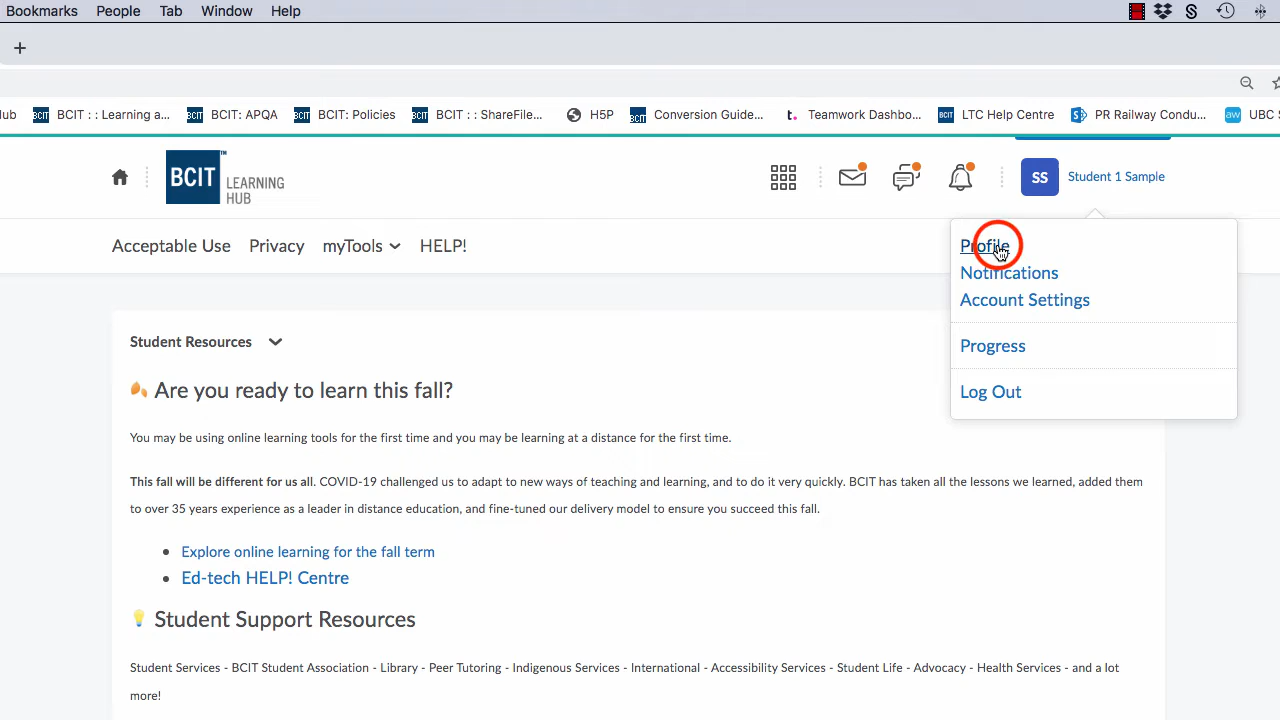 Bookmarks People Tab Window Help
BCIT : : Learning a... BCIT: APQA BCIT: Policies BCIT : : ShareFile... H5P Conversion Guide... t. Teamwork Dashbo... LTC Help Centre PR Railway Condu... aw UBC
BCIT™ LEARNING HUB
SS Student 1 Sample
Acceptable Use Privacy myTools HELP!
Profile
Notifications
Account Settings
Progress
Log Out
Student Resources
Are you ready to learn this fall?
You may be using online learning tools for the first time and you may be learning at a distance for the first time.
This fall will be different for us all. COVID-19 challenged us to adapt to new ways of teaching and learning, and to do it very quickly. BCIT has taken all the lessons we learned, added them
to over 35 years experience as a leader in distance education, and fine-tuned our delivery model to ensure you succeed this fall.
Explore online learning for the fall term
Ed-tech HELP! Centre
Student Support Resources
Student Services - BCIT Student Association - Library - Peer Tutoring - Indigenous Services - International - Accessibility Services - Student Life - Advocacy - Health Services - and a lot
more!